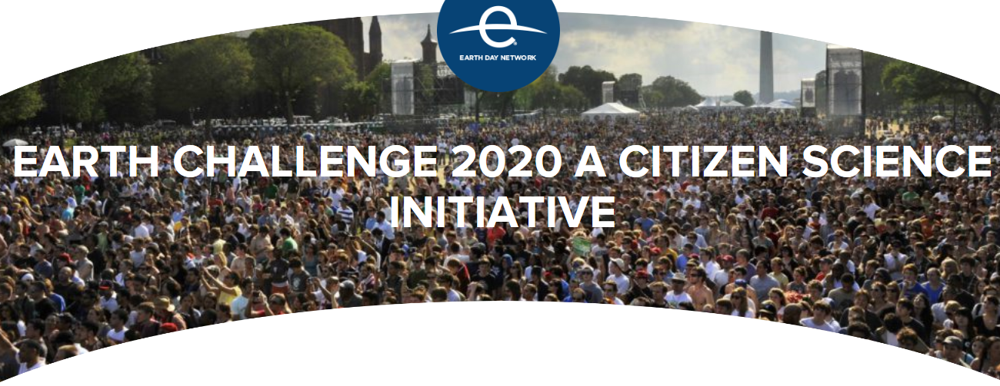 EARTH DAY NETWORK
EARTH CHALLENGE 2020 A CITIZEN SCIENCE
INITIATIVE